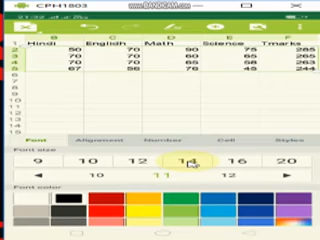 CPH1803
WWW.BANDICAM.COM
B C D E F
1 Hindi English Math Science Tmarks
2 50 70 90 75 285
3 70 70 60 65 265
4 70 70 65 58 263
5 67 56 76 45 244
6
7
8
9
10
11
12
13
14
15
Font Alignment Number Cell Styles
Font size
9 10 12 14 16 20
◄ 10 11 12 ►
Font color